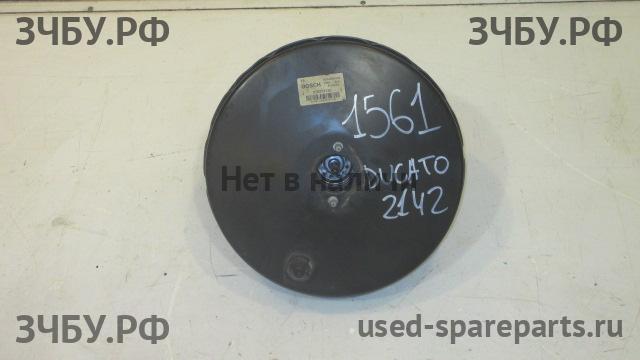 ЗЧБУ.РФ ЗЧБУ.РФ
BOSCH
1561
Нет в наличии
DUCATO
2142
ЗЧБУ.РФ used-spareparts.ru